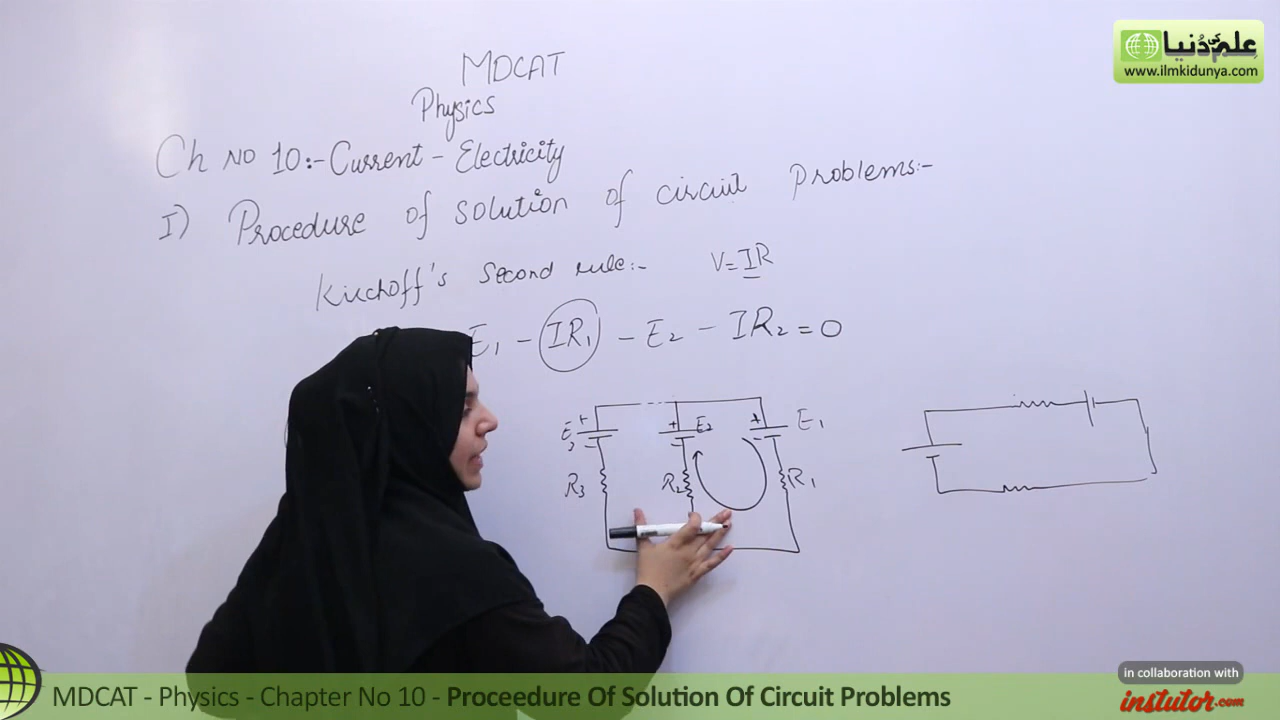 علم کی دُنیا
www.ilmkidunya.com
MDCAT
Physics
Ch NO 10:- Current - Electricity
I) Procedure of solution of circuit problems:-
Kirchoff's second rule:- V=IR
E1 - IR1 - E2 - IR2 = 0
+ E3 - R3
+ E2 - R2
+ E1 - R1
in collaboration with
instutor.com
MDCAT - Physics - Chapter No 10 - Proceedure Of Solution Of Circuit Problems